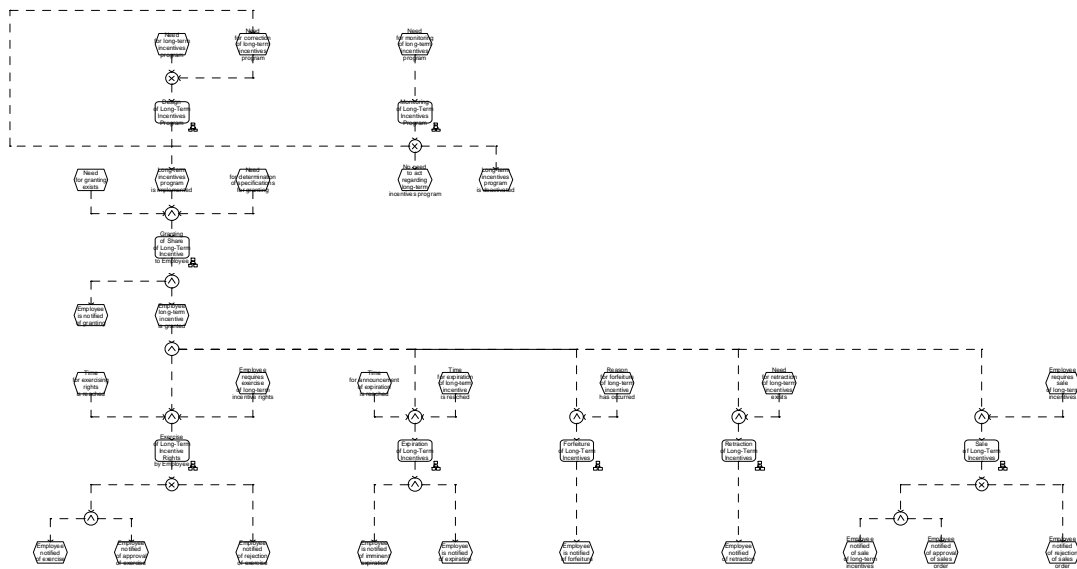 Need
for long-term
incentives
program
Need
for correction
of long-term
incentives
program
Need
for monitoring
of long-term
incentives
program
Design
of Long-Term
Incentives
Program
Monitoring
of Long-Term
Incentives
Program
Need
for granting
exists
Long-term
incentives
program
is implemented
Need
for determination
of specifications
for granting
No need
to act
regarding
long-term
incentives program
Long-term
incentives
program
is deactivated
Granting
of Share
of Long-Term
Incentive
to Employee
Employee
is notified
of granting
Employee
long-term
incentive
is granted
Time
for exercising
rights
is reached
Employee
requires
exercise
of long-term
incentive rights
Time
for announcement
of expiration
is reached
Time
for expiration
of long-term
incentive
is reached
Reason
for forfeiture
of long-term
incentive
has occurred
Need
for retraction
of long-term
incentives
exists
Employee
requires
sale
of long-term
incentives
Exercise
of Long-Term
Incentive
Rights
by Employee
Expiration
of Long-Term
Incentives
Forfeiture
of Long-Term
Incentives
Retraction
of Long-Term
Incentives
Sale
of Long-Term
Incentives
Employee
notified
of exercise
Employee
notified
of approval
of exercise
Employee
notified
of rejection
of exercise
Employee
is notified
of imminent
expiration
Employee
is notified
of expiration
Employee
is notified
of forfeiture
Employee
notified
of retraction
Employee
notified
of sale
of long-term
incentives
Employee
notified
of approval
of sales
order
Employee
notified
of rejection
of sales
order